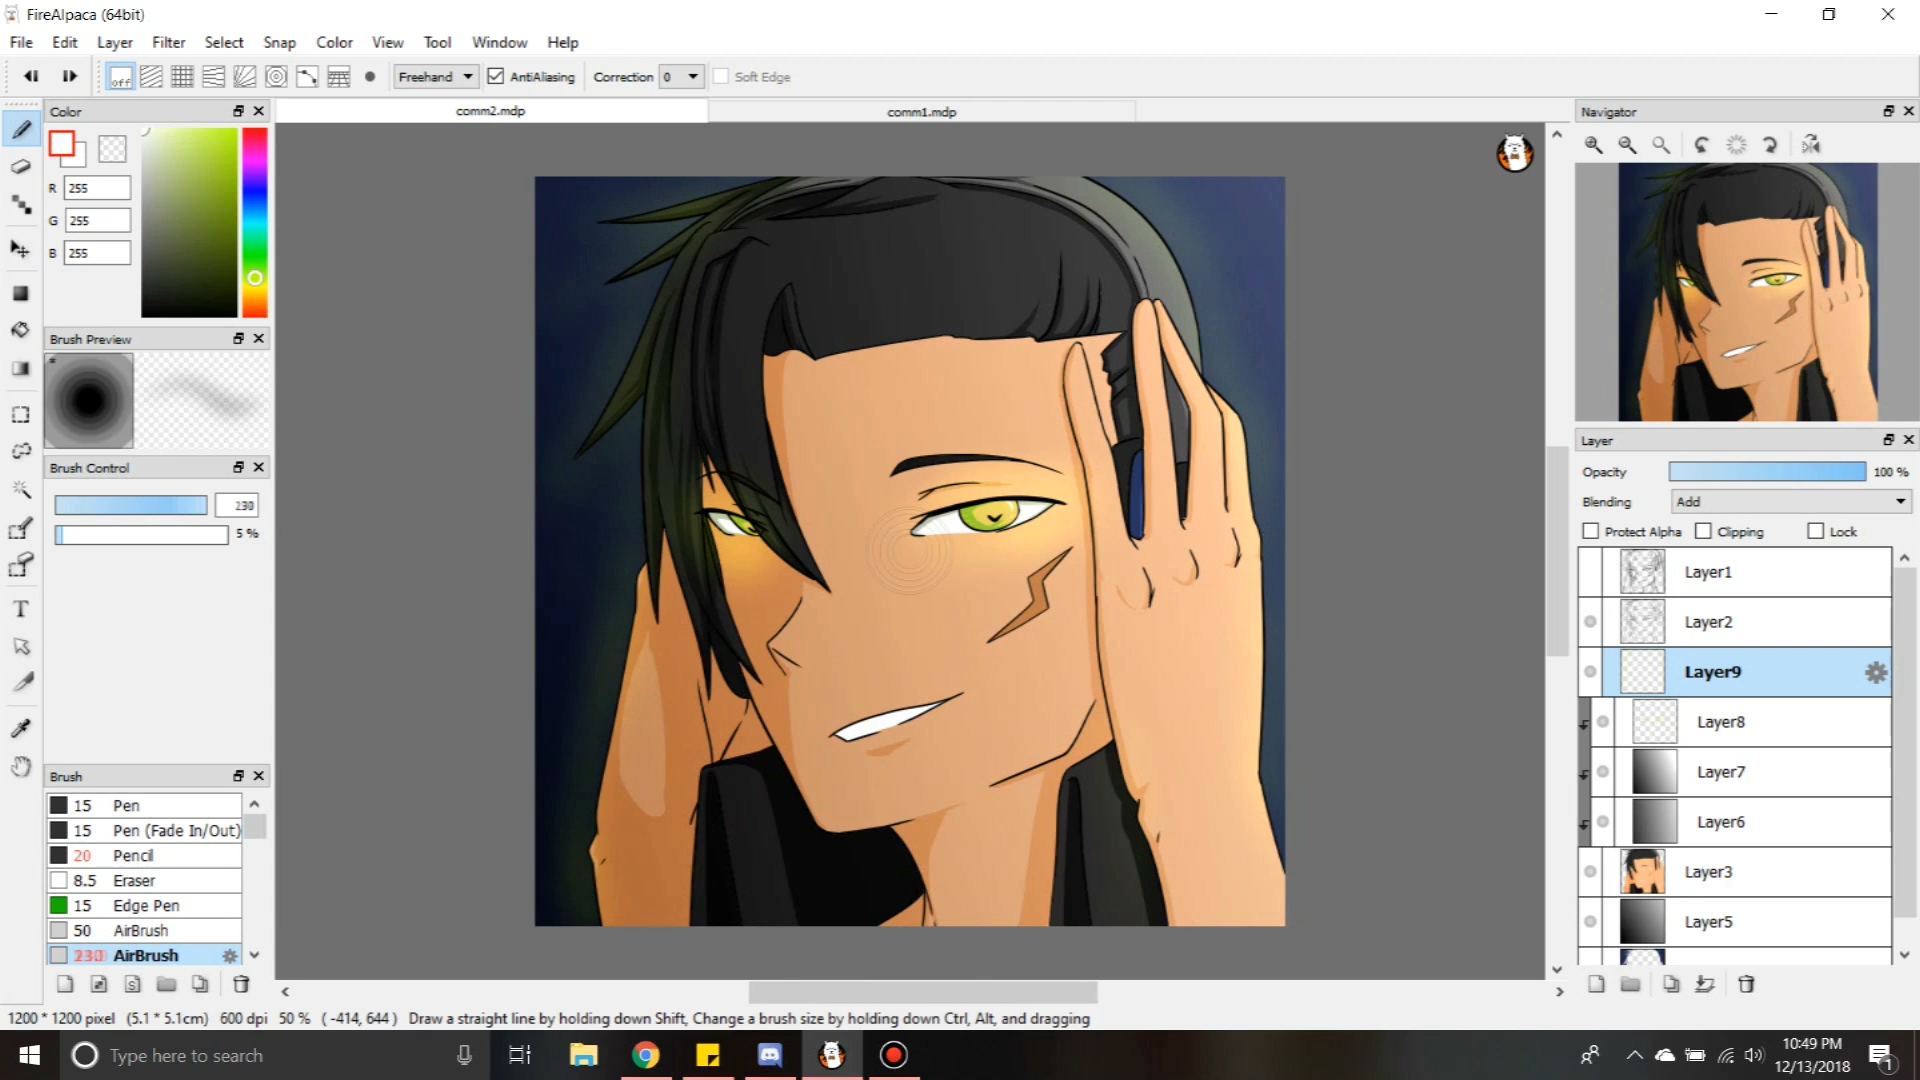 FireAlpaca (64bit)
File Edit Layer Filter Select Snap Color View Tool Window Help
off Freehand AntiAliasing Correction 0 Soft Edge
Color
comm2.mdp
comm1.mdp
Navigator
R 255
G 255
B 255
Brush Preview
Brush Control
230
5 %
Brush
15 Pen
15 Pen (Fade In/Out)
20 Pencil
8.5 Eraser
15 Edge Pen
50 AirBrush
230 AirBrush
Layer
Opacity 100 %
Blending Add
Protect Alpha Clipping Lock
Layer1
Layer2
Layer9
Layer8
Layer7
Layer6
Layer3
Layer5
1200 * 1200 pixel (5.1 * 5.1cm) 600 dpi 50 % ( -414, 644 ) Draw a straight line by holding down Shift, Change a brush size by holding down Ctrl, Alt, and dragging
Type here to search
10:49 PM
12/13/2018
1